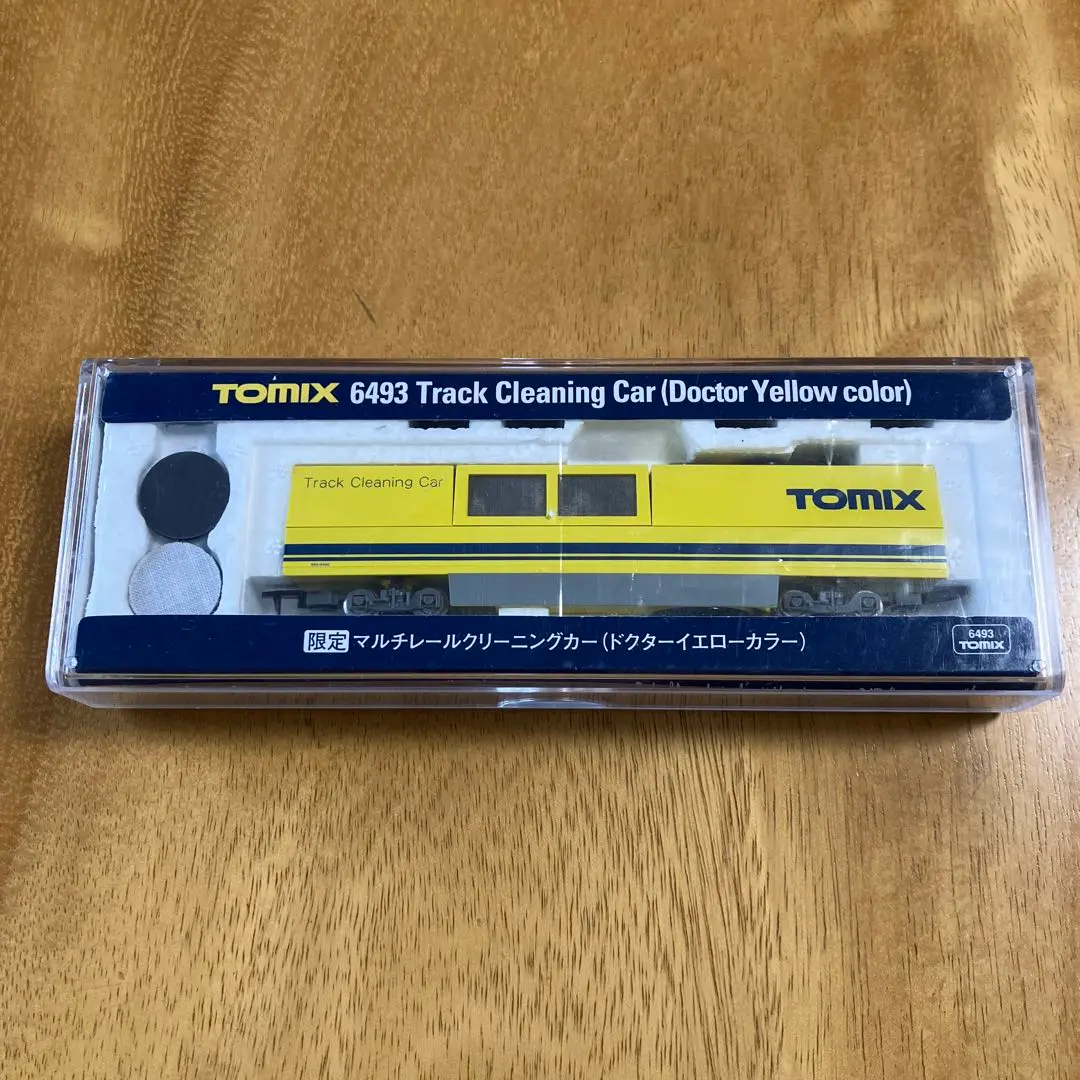 TOMIX 6493 Track Cleaning Car (Doctor Yellow color)
Track Cleaning Car
TOMIX
限定 マルチレールクリーニングカー (ドクターイエローカラー)
6493
TOMIX